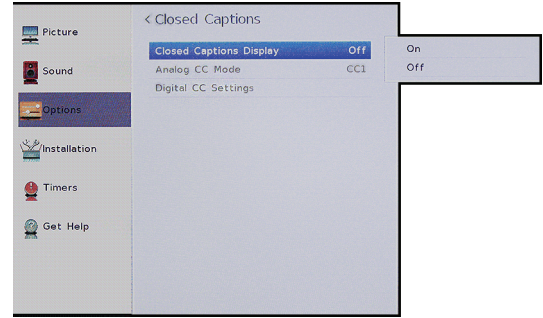 Picture
Sound
Options
Installation
Timers
Get Help
< Closed Captions
Closed Captions Display Off
Analog CC Mode CC1
Digital CC Settings
On
Off